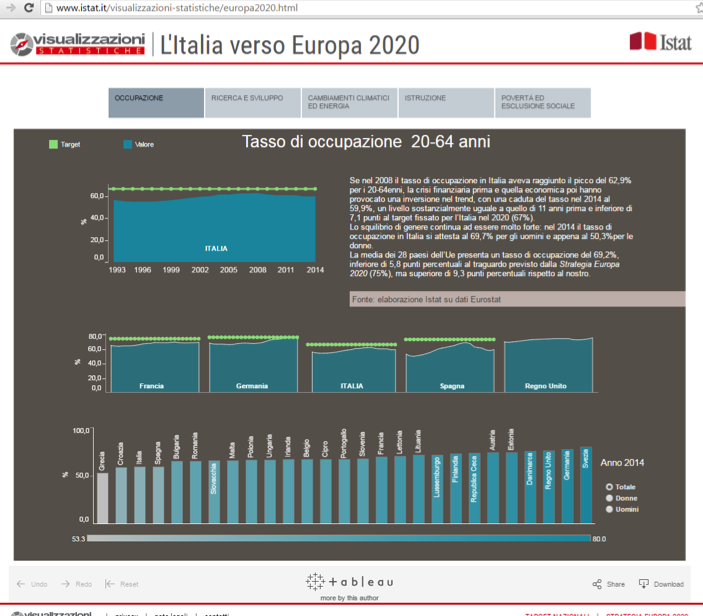 www.istat.it/visualizzazioni-statistiche/europa2020.html
visualizzazioni
STATISTICHE
L'Italia verso Europa 2020
Istat
OCCUPAZIONE
RICERCA E SVILUPPO
CAMBIAMENTI CLIMATICI
ED ENERGIA
ISTRUZIONE
POVERTÀ ED
ESCLUSIONE SOCIALE
Target
Valore
Tasso di occupazione 20-64 anni
60,0
40,0
20,0
0,0
%
ITALIA
1993 1996 1999 2002 2005 2008 2011 2014
Se nel 2008 il tasso di occupazione in Italia aveva raggiunto il picco del 62,9%
per i 20-64enni, la crisi finanziaria prima e quella economica poi hanno
provocato una inversione nel trend, con una caduta del tasso nel 2014 al
59,9%, un livello sostanzialmente uguale a quello di 11 anni prima e inferiore di
7,1 punti al target fissato per l'Italia nel 2020 (67%).
Lo squilibrio di genere continua ad essere molto forte: nel 2014 il tasso di
occupazione in Italia si attesta al 69,7% per gli uomini e appena al 50,3%per le
donne.
La media dei 28 paesi dell'Ue presenta un tasso di occupazione del 69,2%,
inferiore di 5,8 punti percentuali al traguardo previsto dalla Strategia Europa
2020 (75%), ma superiore di 9,3 punti percentuali rispetto al nostro.
Fonte: elaborazione Istat su dati Eurostat
80,0
60,0
40,0
20,0
0,0
%
Francia
Germania
ITALIA
Spagna
Regno Unito
100,0
50,0
0,0
%
Grecia
Croazia
Italia
Spagna
Bulgaria
Romania
Slovacchia
Malta
Polonia
Ungaria
Irlanda
Belgio
Cipro
Portogallo
Slovenia
Francia
Lettonia
Lituania
Lussemburgo
Finlandia
Repubblica Ceca
Austria
Estonia
Danimarca
Regno Unito
Germania
Svezia
Anno 2014
Totale
Donne
Uomini
53.3
80.0
Undo
Redo
Reset
+ableau
more by this author
Share
Download
visualizzazioni
privacy | note legali | contatti
TARGET NAZIONALI | STRATEGIA EUROPA 2020